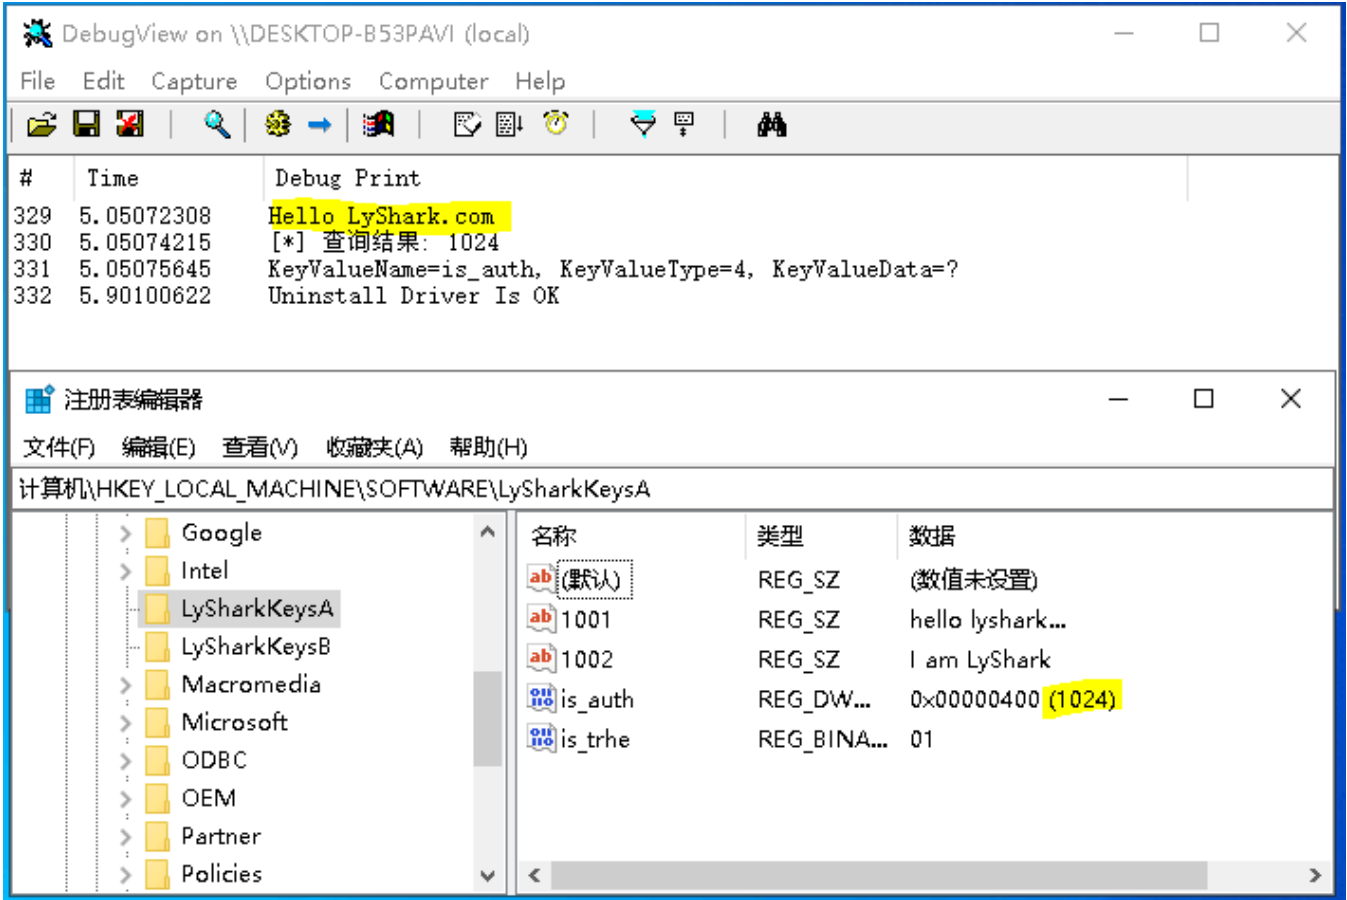 DebugView on \\DESKTOP-B53PAVI (local)
File Edit Capture Options Computer Help
# Time Debug Print
329 5.05072308 Hello LyShark.com
330 5.05074215 [*] 查询结果: 1024
331 5.05075645 KeyValueName=is_auth, KeyValueType=4, KeyValueData=?
332 5.90100622 Uninstall Driver Is OK
注册表编辑器
文件(F) 编辑(E) 查看(V) 收藏夹(A) 帮助(H)
计算机\HKEY_LOCAL_MACHINE\SOFTWARE\LySharkKeysA
Google
Intel
LySharkKeysA
LySharkKeysB
Macromedia
Microsoft
ODBC
OEM
Partner
Policies
名称 类型 数据
(默认) REG_SZ (数值未设置)
1001 REG_SZ hello lyshark...
1002 REG_SZ I am LyShark
is_auth REG_DW... 0x00000400 (1024)
is_trhe REG_BINA... 01